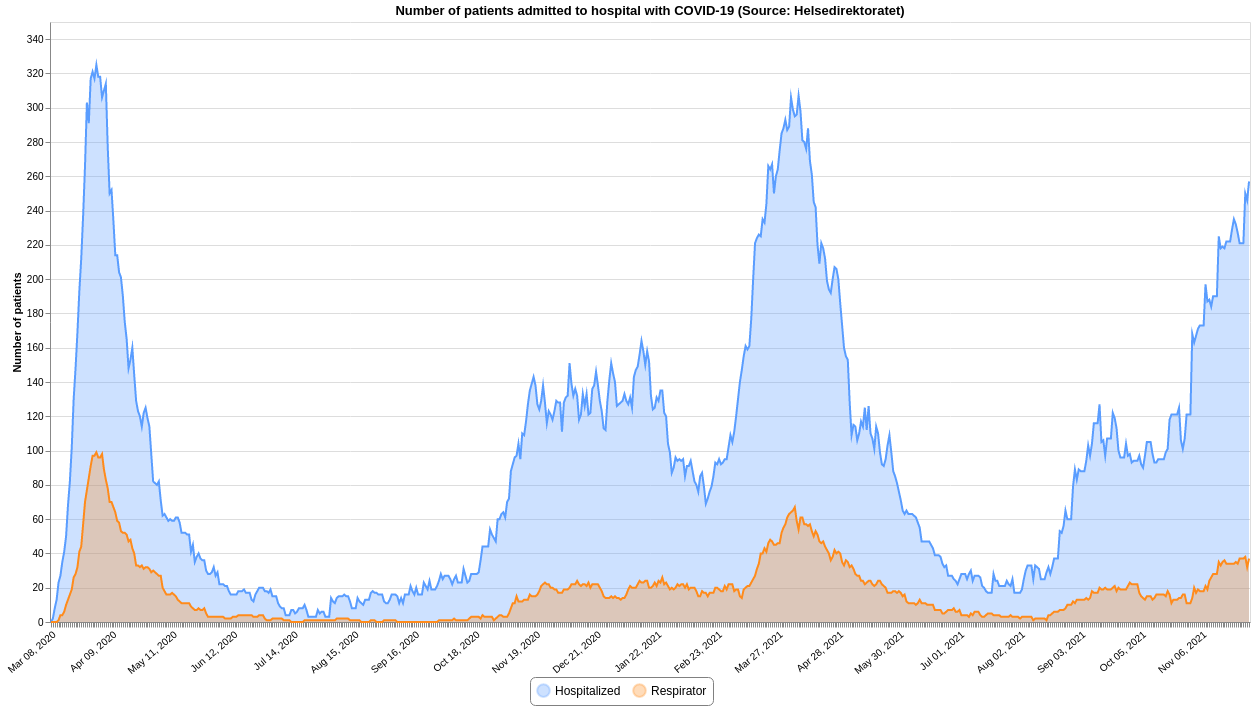 Number of patients admitted to hospital with COVID-19 (Source: Helsedirektoratet)
Number of patients
340
320
300
280
260
240
220
200
180
160
140
120
100
80
60
40
20
0
Mar 08, 2020
Apr 09, 2020
May 11, 2020
Jun 12, 2020
Jul 14, 2020
Aug 15, 2020
Sep 16, 2020
Oct 18, 2020
Nov 19, 2020
Dec 21, 2020
Jan 22, 2021
Feb 23, 2021
Mar 27, 2021
Apr 28, 2021
May 30, 2021
Jul 01, 2021
Aug 02, 2021
Sep 03, 2021
Oct 05, 2021
Nov 06, 2021
Hospitalized
Respirator